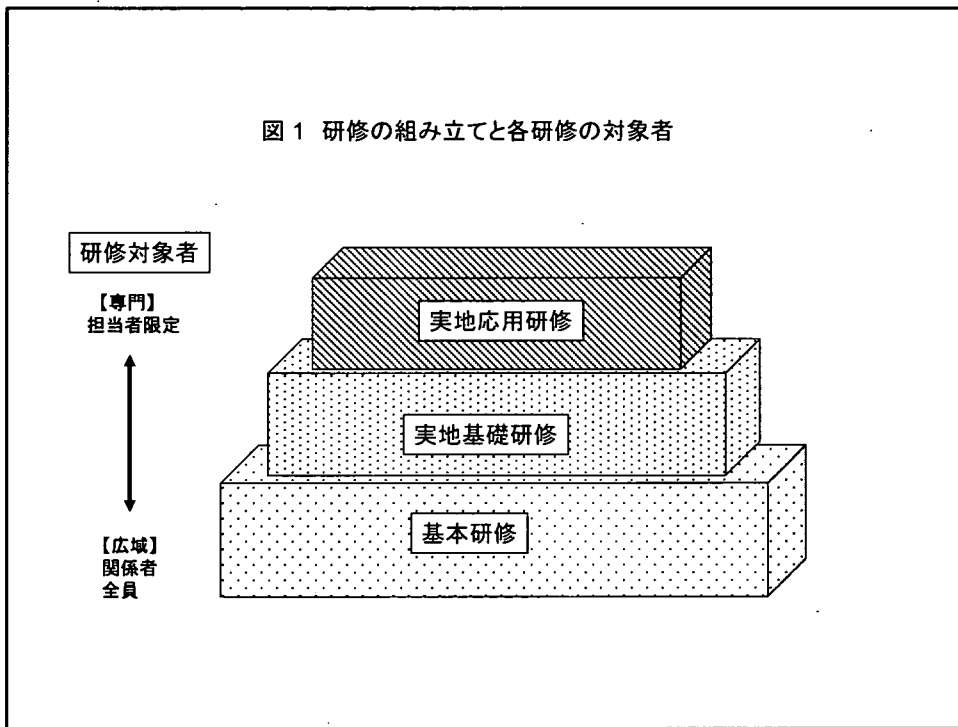 図 1 研修の組み立てと各研修の対象者
研修対象者
【専門】
担当者限定
実地応用研修
実地基礎研修
基本研修
【広域】
関係者
全員